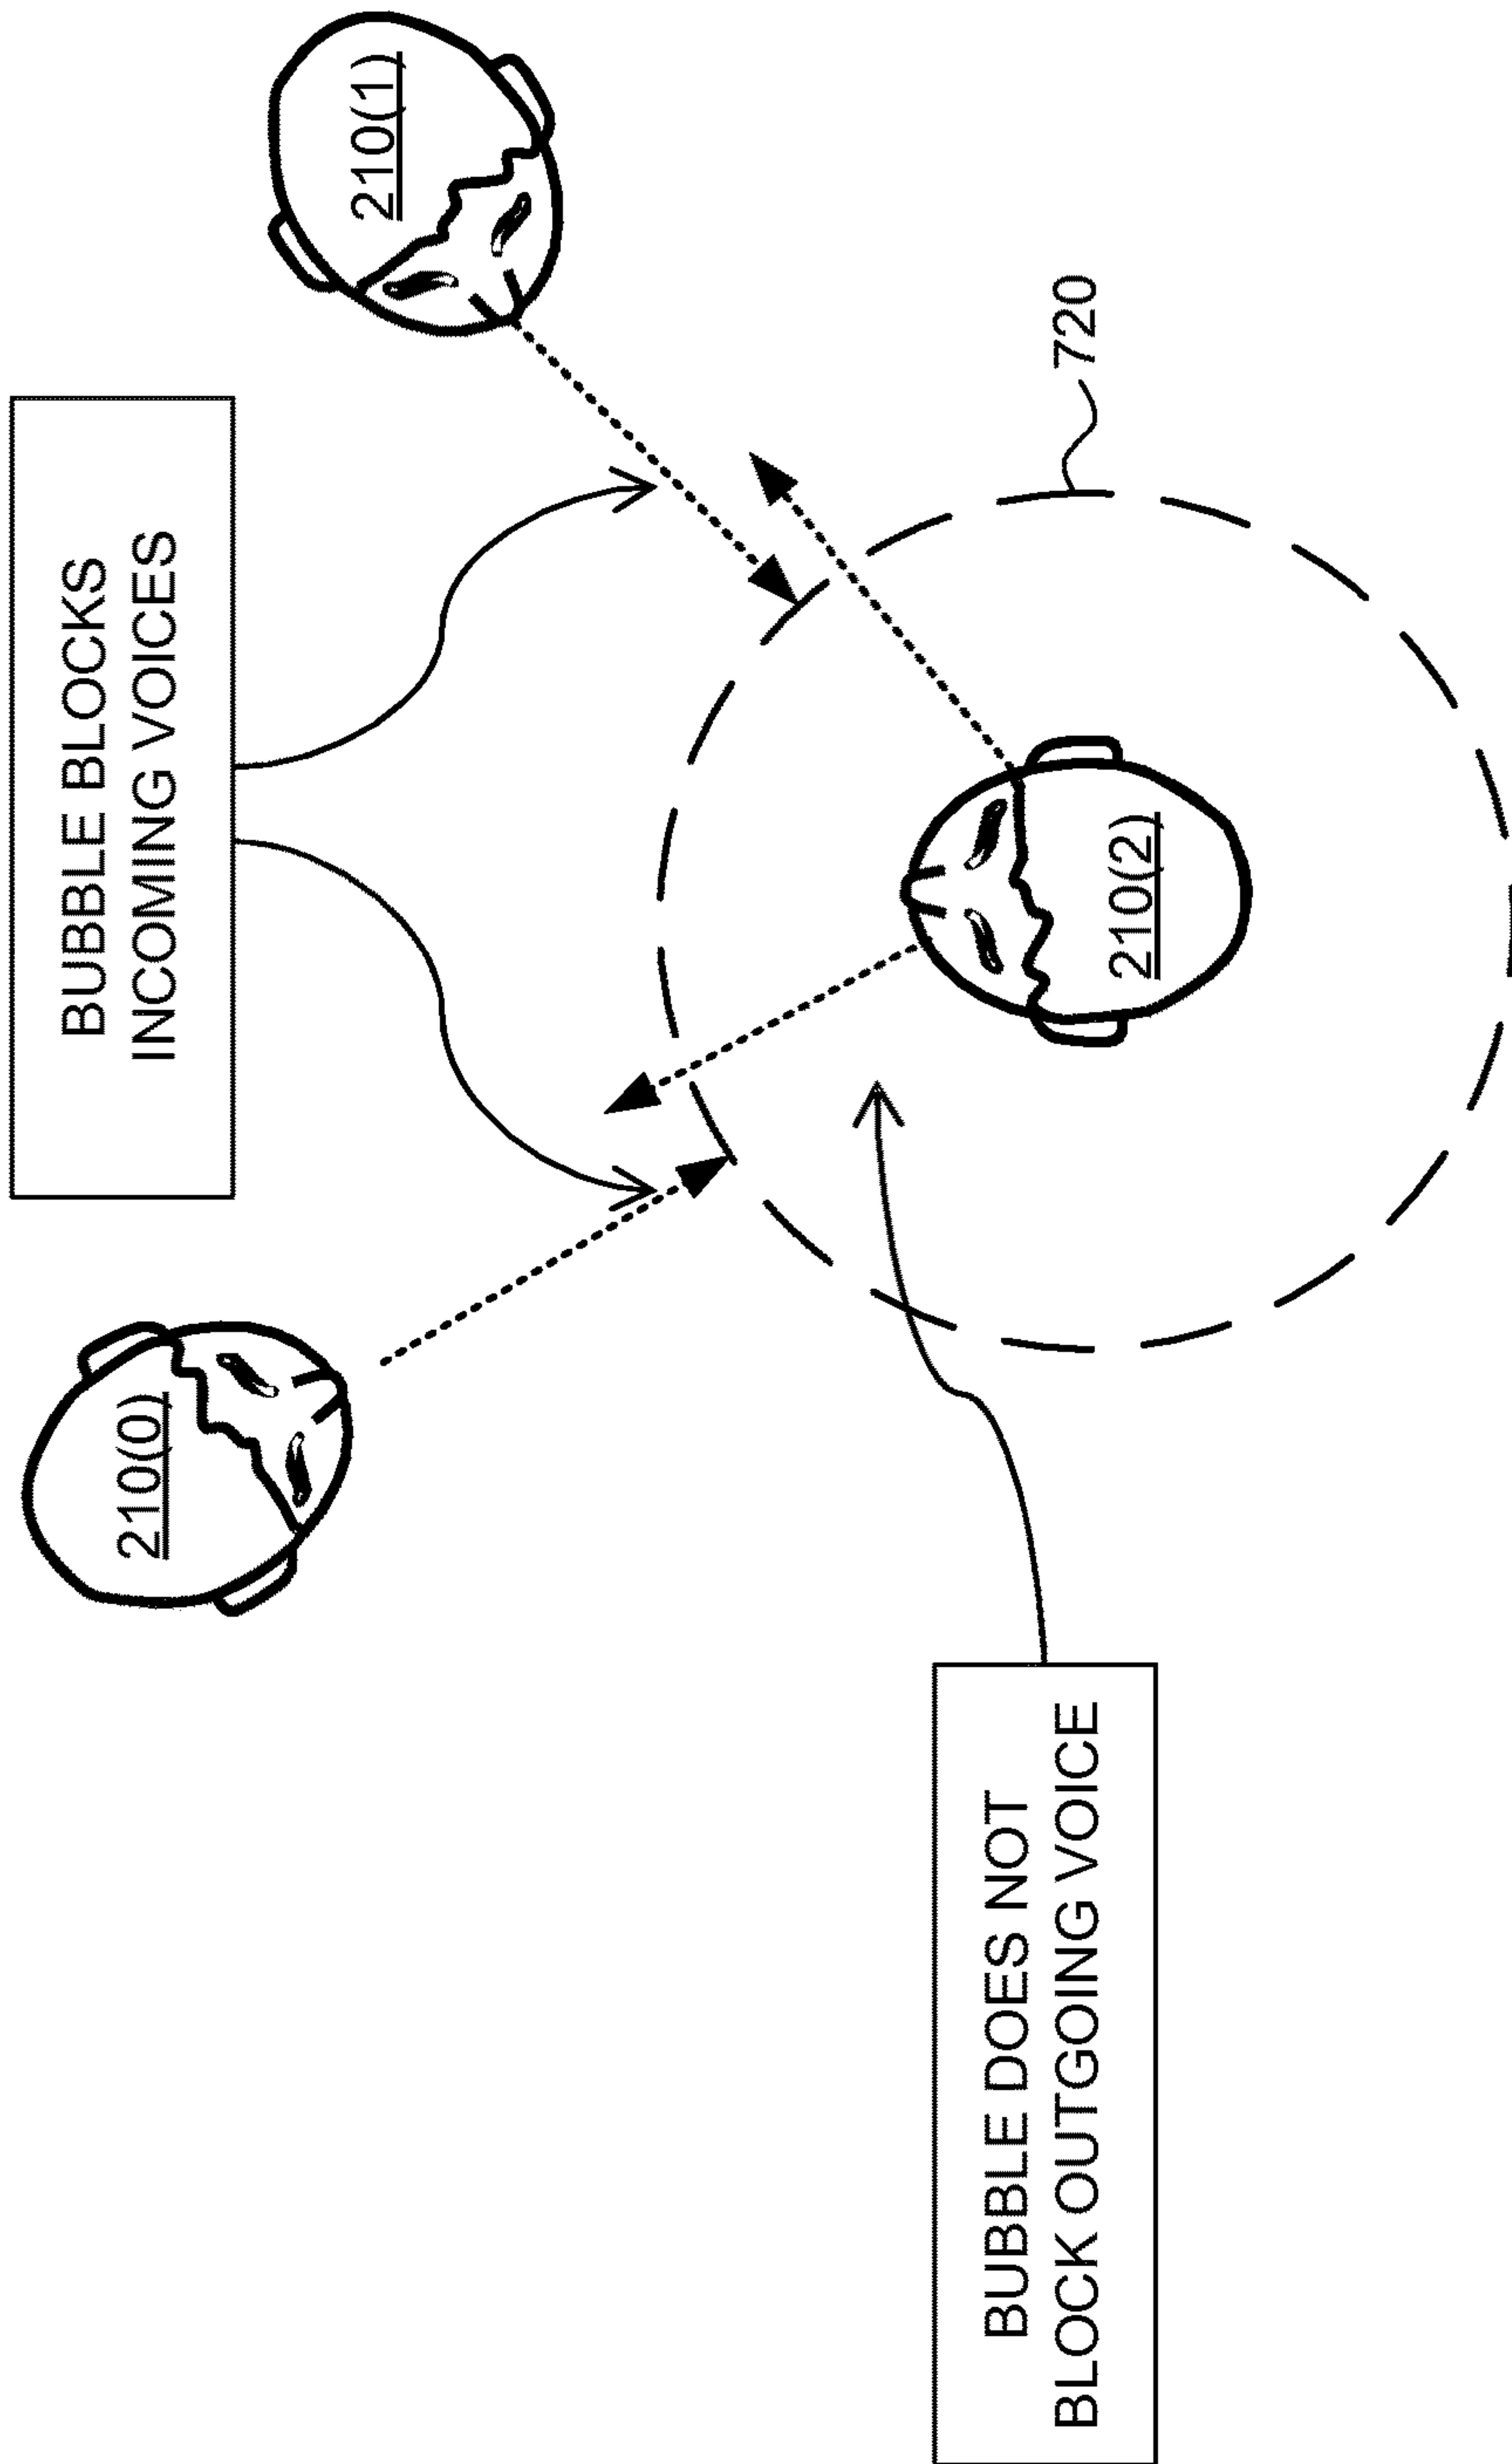 BUBBLE BLOCKS
INCOMING VOICES
210(0)
210(1)
210(2)
720
BUBBLE DOES NOT
BLOCK OUTGOING VOICE